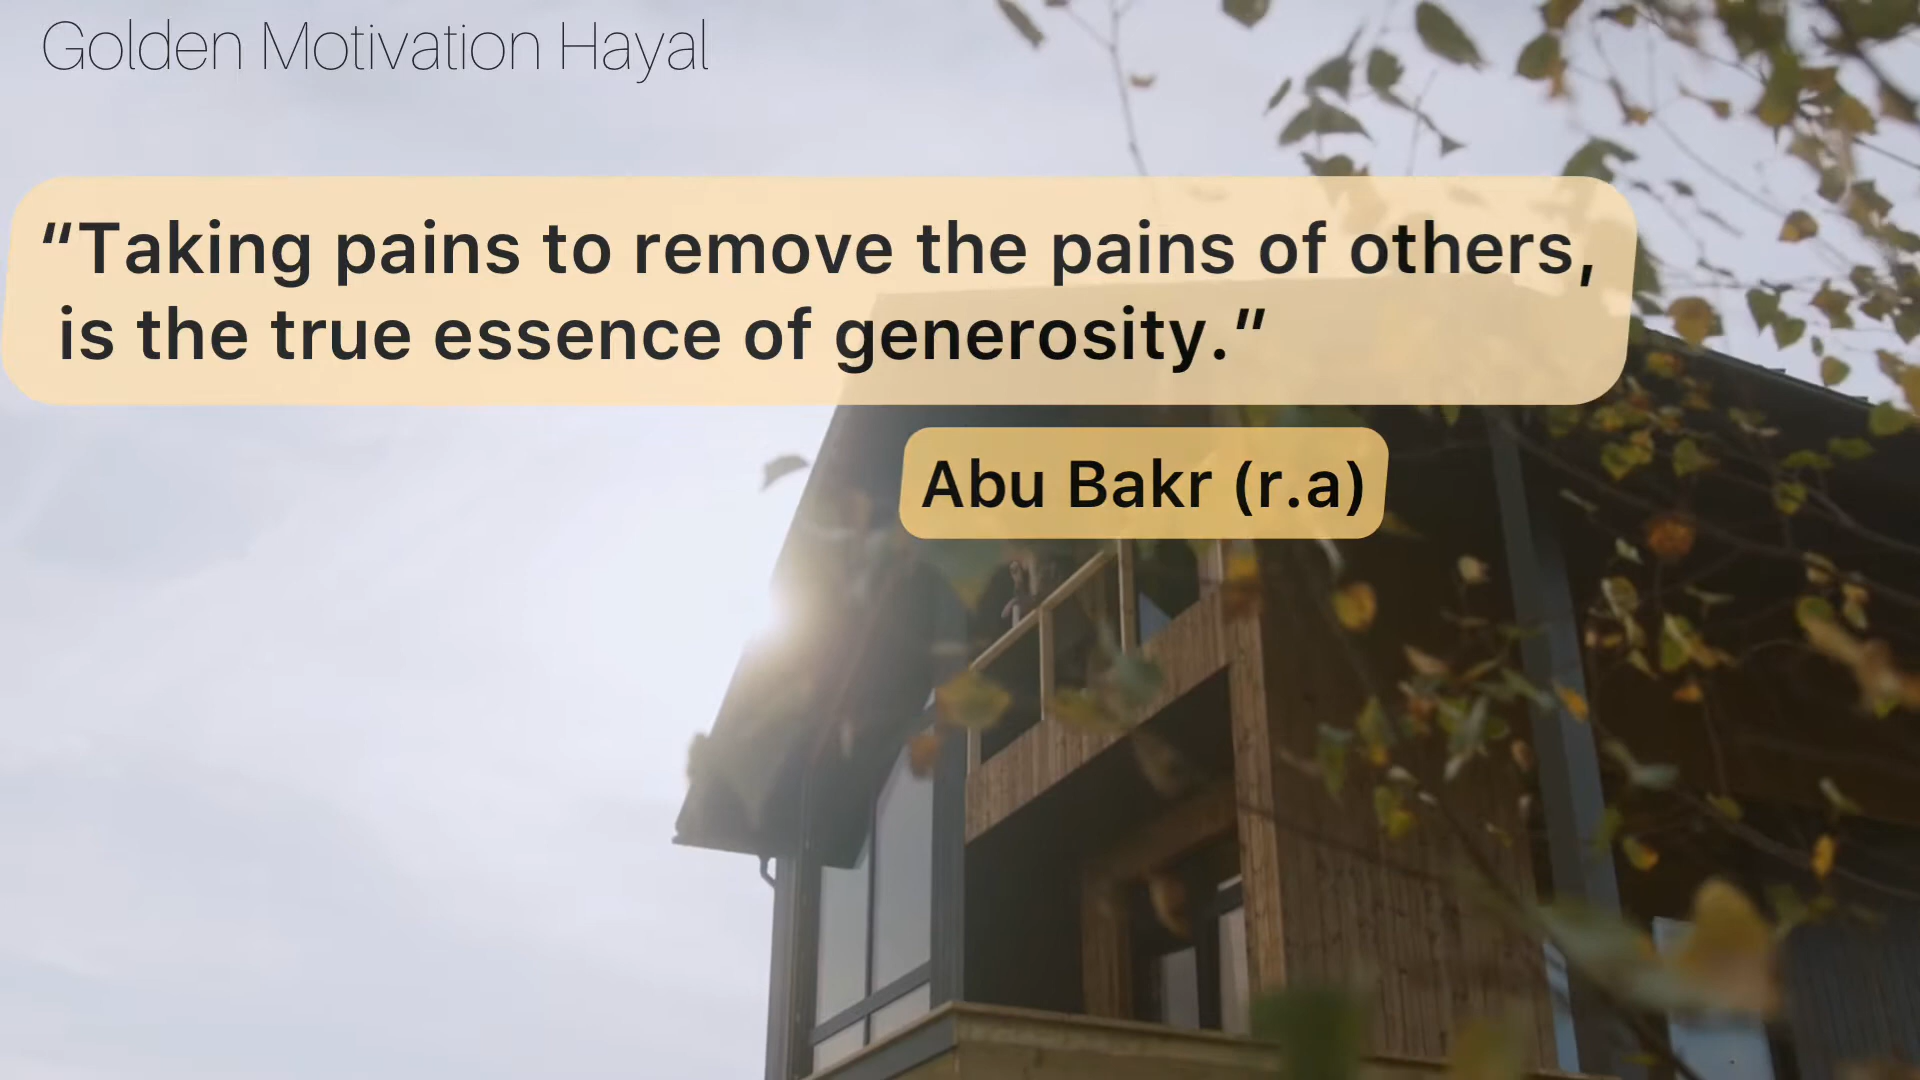 Golden Motivation Hayal
“Taking pains to remove the pains of others,
is the true essence of generosity.”
Abu Bakr (r.a)